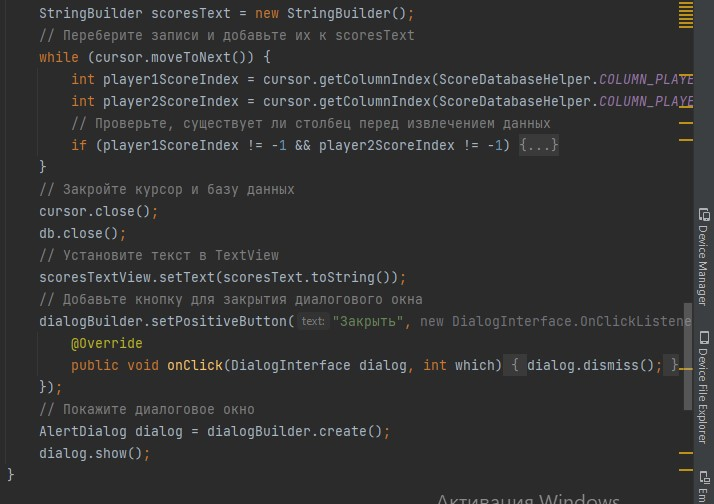 StringBuilder scoresText = new StringBuilder();
// Переберите записи и добавьте их к scoresText
while (cursor.moveToNext()) {
int player1ScoreIndex = cursor.getColumnIndex(ScoreDatabaseHelper.COLUMN_PLAYE
int player2ScoreIndex = cursor.getColumnIndex(ScoreDatabaseHelper.COLUMN_PLAYE
// Проверьте, существует ли столбец перед извлечением данных
if (player1ScoreIndex != -1 && player2ScoreIndex != -1) {...}
}
// Закройте курсор и базу данных
cursor.close();
db.close();
// Установите текст в TextView
scoresTextView.setText(scoresText.toString());
// Добавьте кнопку для закрытия диалогового окна
dialogBuilder.setPositiveButton( text: "Закрыть", new DialogInterface.OnClickListene
@Override
public void onClick(DialogInterface dialog, int which) { dialog.dismiss(); }
});
// Покажите диалоговое окно
AlertDialog dialog = dialogBuilder.create();
dialog.show();
}
Активация Windows
Device Manager
Device File Explorer
Em